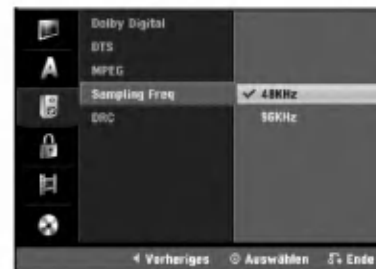 Dolby Digital
DTS
MPEG
Sampling Freq ✓ 48KHz
DRC 96KHz
Vorheriges Auswählen Ende